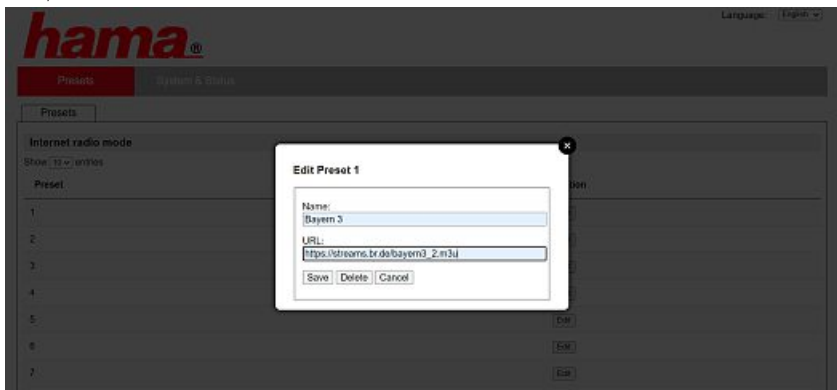 Language: English
hama®
Presets System & Status
Presets
Internet radio mode
Show 10 entries
Preset
1
2
3
4
5 Edit
6 Edit
7 Edit
Edit Preset 1
Name:
Bayern 3
URL:
https://streams.br.de/bayern3_2.m3u
Save Delete Cancel